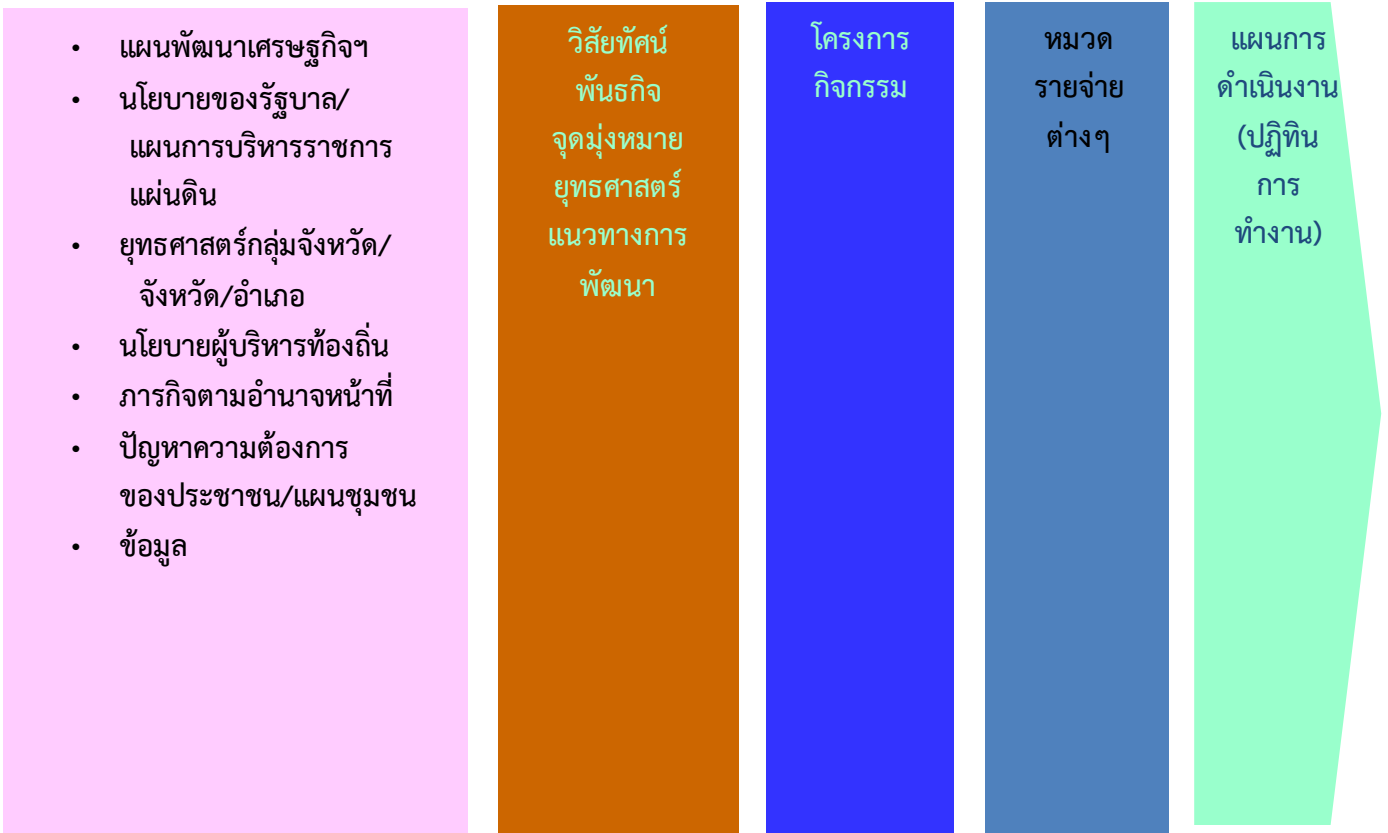 • แผนพัฒนาเศรษฐกิจฯ
• นโยบายของรัฐบาล/
แผนการบริหารราชการ
แผ่นดิน
• ยุทธศาสตร์กลุ่มจังหวัด/
จังหวัด/อำเภอ
• นโยบายผู้บริหารท้องถิ่น
• ภารกิจตามอำนาจหน้าที่
• ปัญหาความต้องการ
ของประชาชน/แผนชุมชน
• ข้อมูล
วิสัยทัศน์
พันธกิจ
จุดมุ่งหมาย
ยุทธศาสตร์
แนวทางการ
พัฒนา
โครงการ
กิจกรรม
หมวด
รายจ่าย
ต่างๆ
แผนการ
ดำเนินงาน
(ปฏิทิน
การ
ทำงาน)